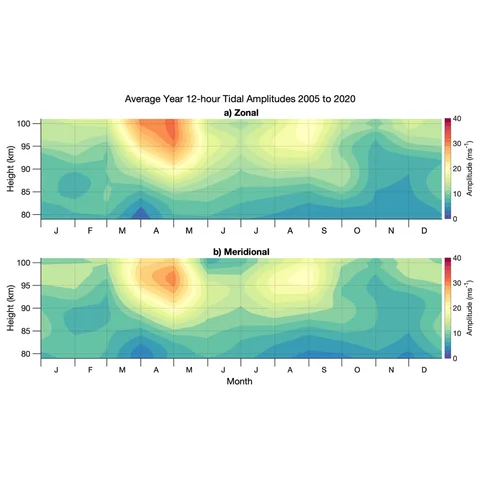 Average Year 12-hour Tidal Amplitudes 2005 to 2020
a) Zonal
Height (km)
100
95
90
85
80
J F M A M J J A S O N D
40
30
20
10
0
Amplitude (ms⁻¹)
b) Meridional
Height (km)
100
95
90
85
80
J F M A M J J A S O N D
Month
40
30
20
10
0
Amplitude (ms⁻¹)